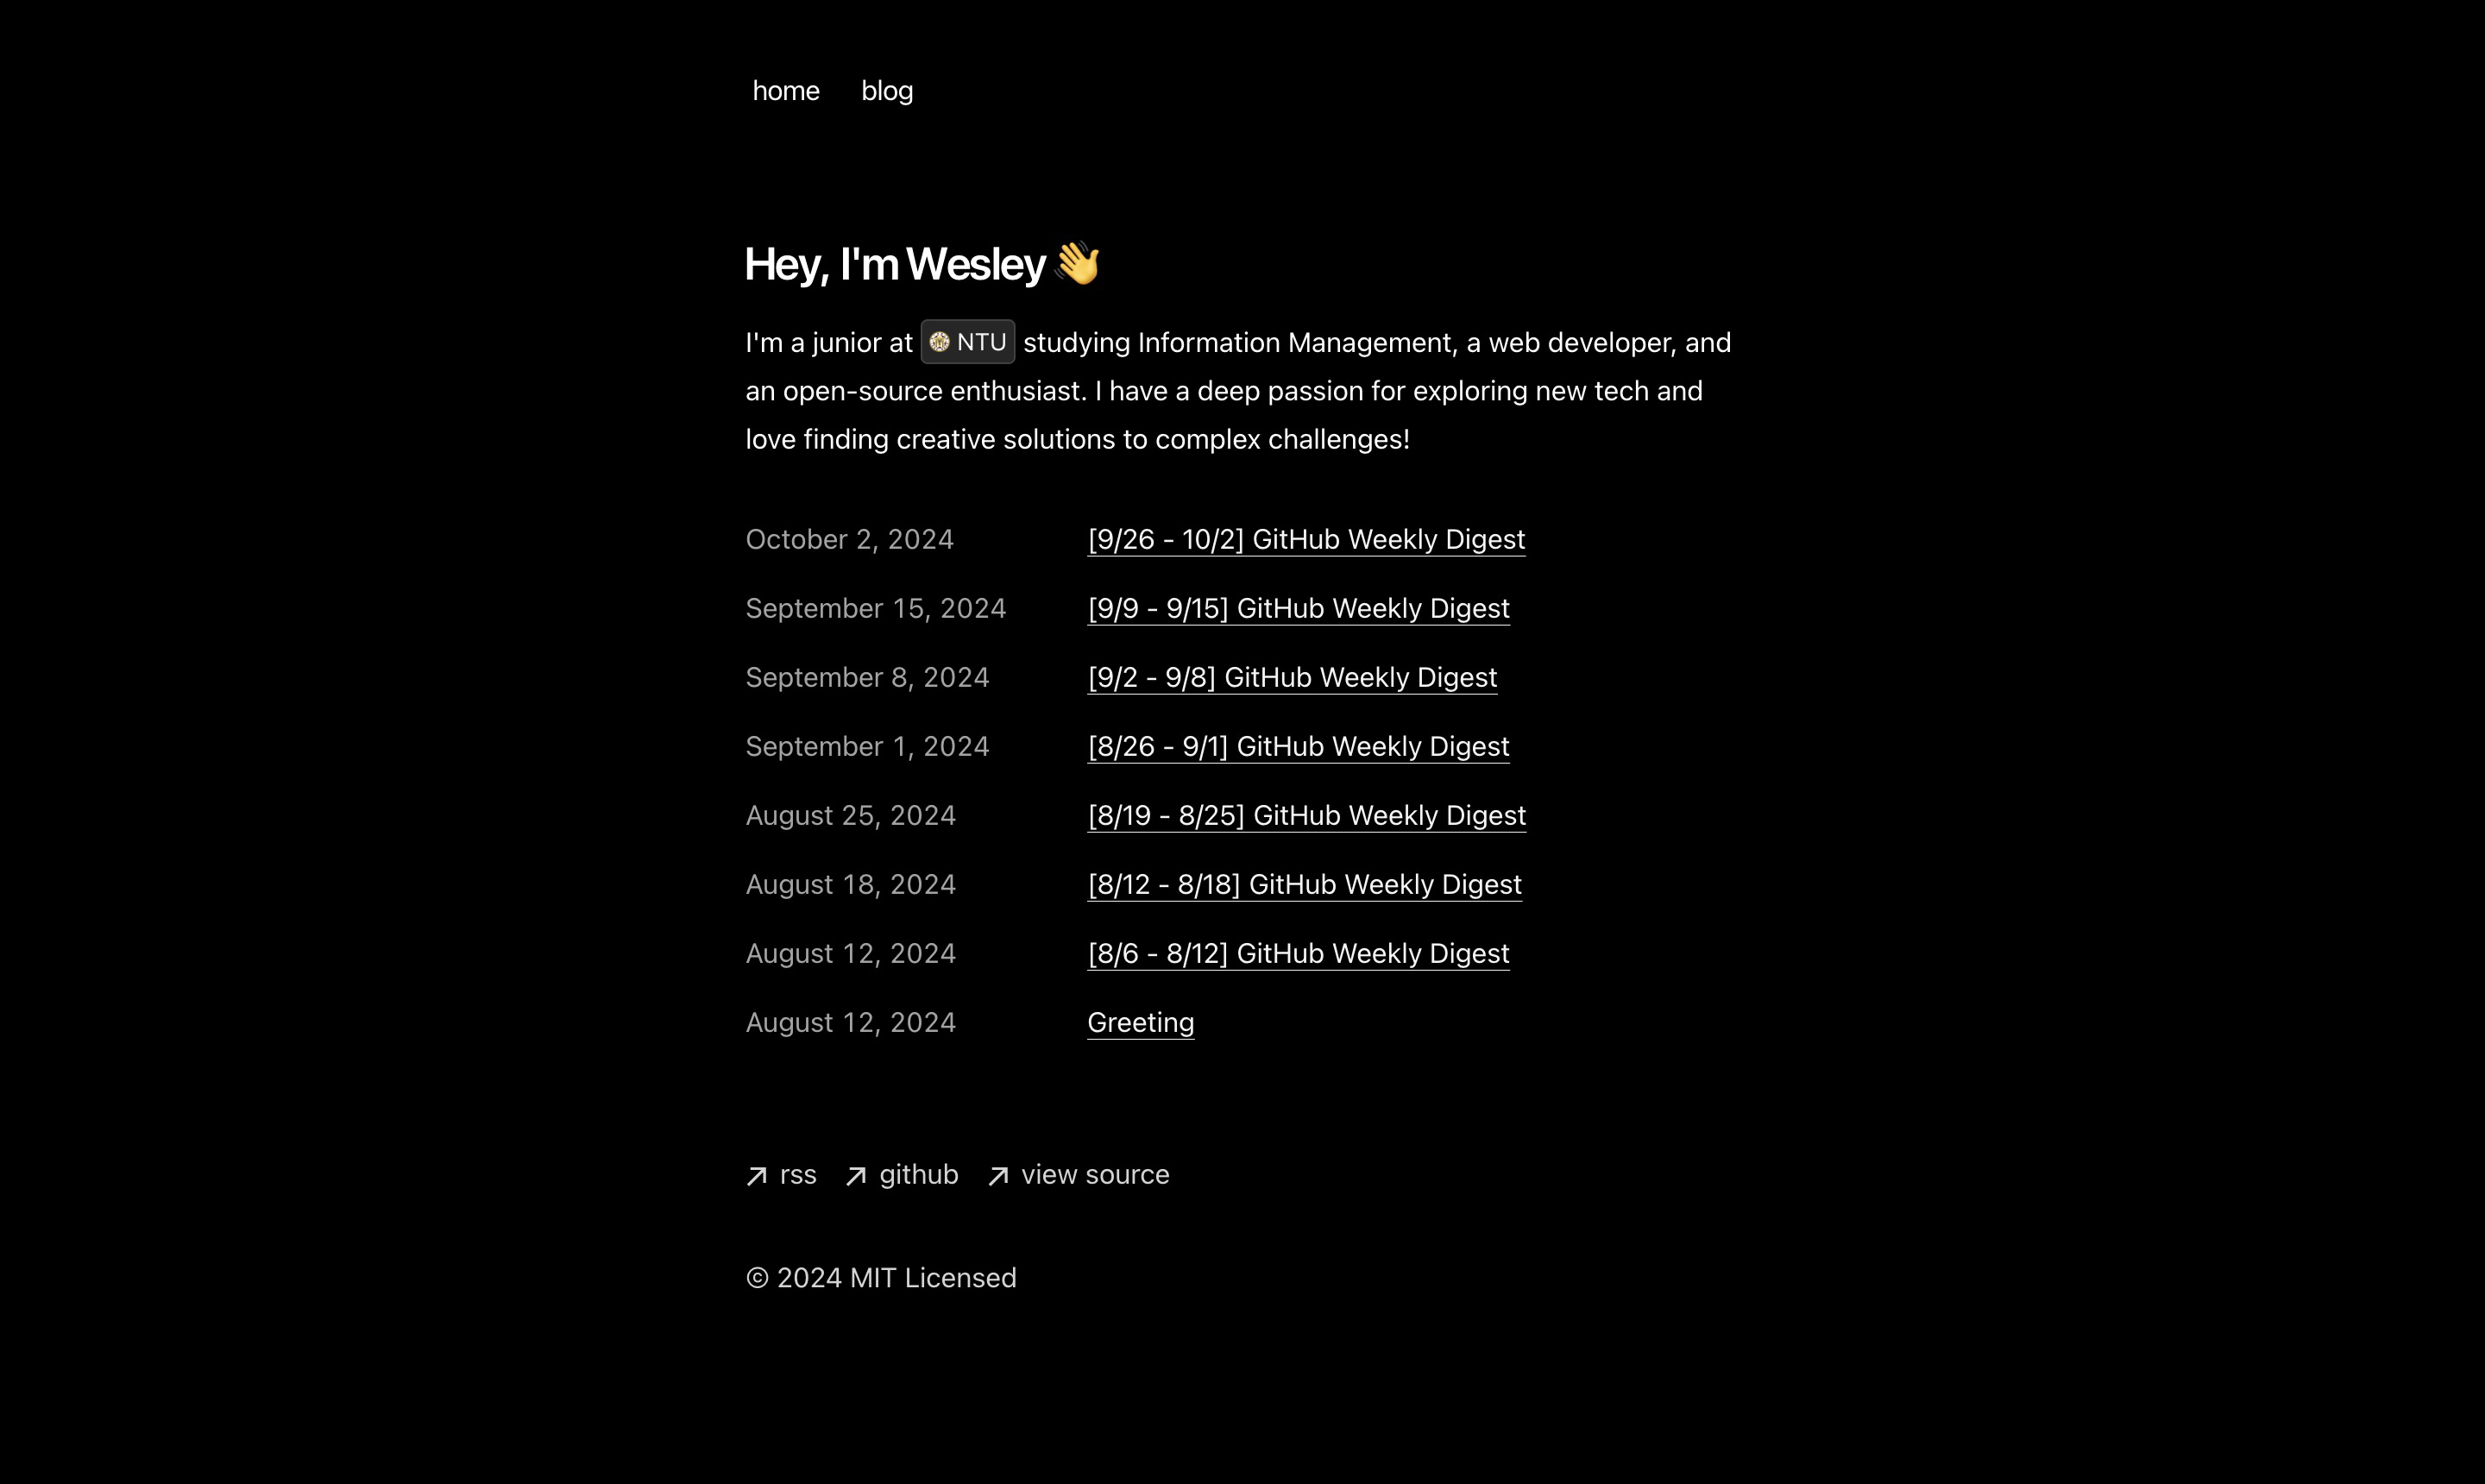 home blog
Hey, I'm Wesley 👋
I'm a junior at NTU studying Information Management, a web developer, and
an open-source enthusiast. I have a deep passion for exploring new tech and
love finding creative solutions to complex challenges!
October 2, 2024 [9/26 - 10/2] GitHub Weekly Digest
September 15, 2024 [9/9 - 9/15] GitHub Weekly Digest
September 8, 2024 [9/2 - 9/8] GitHub Weekly Digest
September 1, 2024 [8/26 - 9/1] GitHub Weekly Digest
August 25, 2024 [8/19 - 8/25] GitHub Weekly Digest
August 18, 2024 [8/12 - 8/18] GitHub Weekly Digest
August 12, 2024 [8/6 - 8/12] GitHub Weekly Digest
August 12, 2024 Greeting
rss github view source
© 2024 MIT Licensed